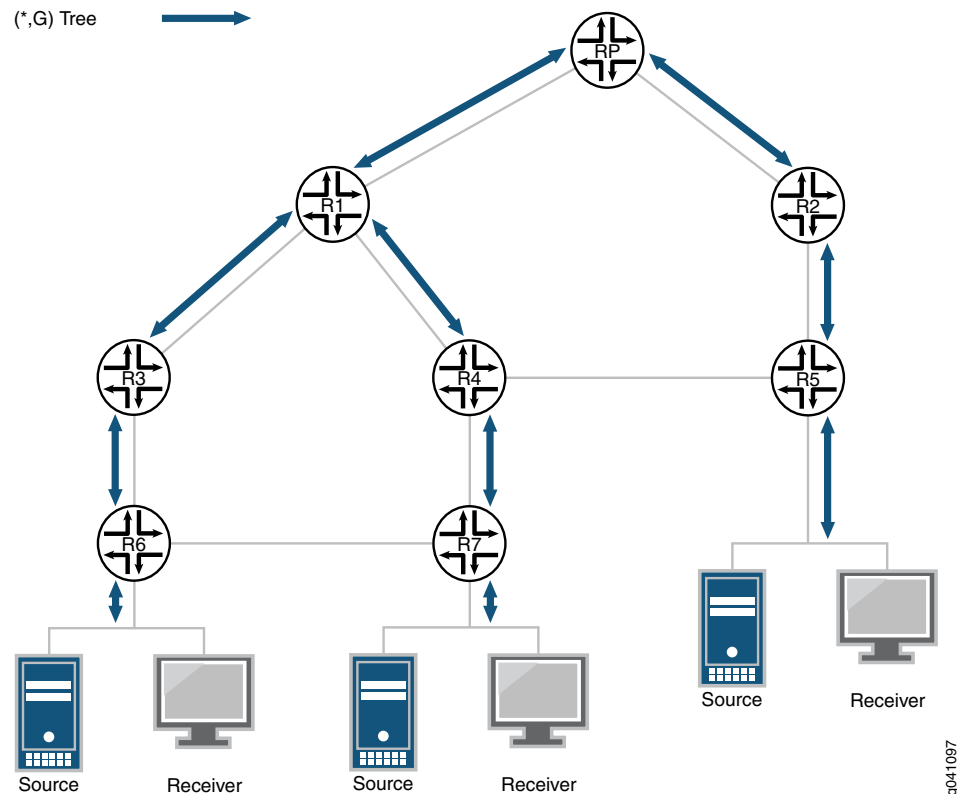 (*,G) Tree
RP
R1
R2
R3
R4
R5
R6
R7
Source
Receiver
Source
Receiver
Source
Receiver
g041097